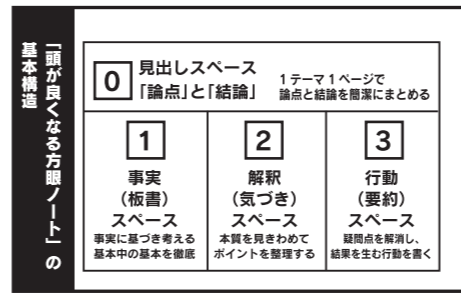 「頭が良くなる方眼ノート」の
基本構造
0
見出しスペース
「論点」と「結論」
1テーマ1ページで
論点と結論を簡潔にまとめる
1
事実
(板書)
スペース
事実に基づき考える
基本中の基本を徹底
2
解釈
(気づき)
スペース
本質を見きわめて
ポイントを整理する
3
行動
(要約)
スペース
疑問点を解消し、
結果を生む行動を書く